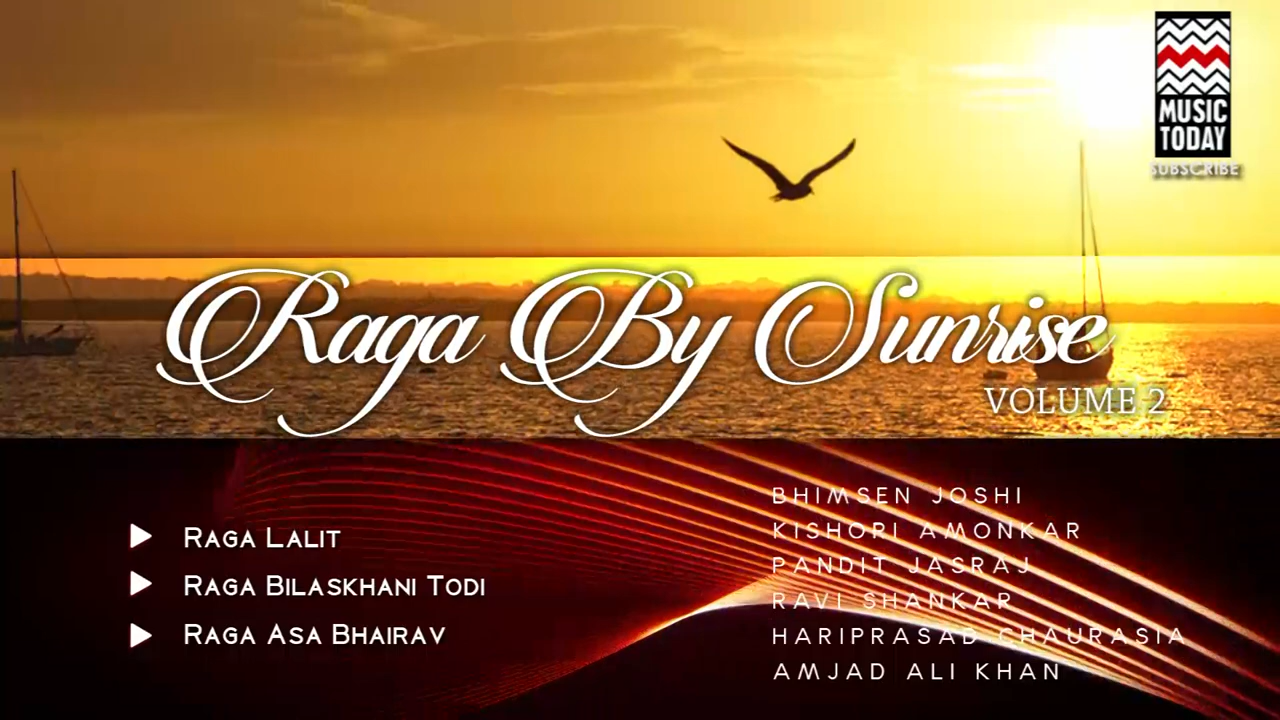 MUSIC
TODAY
SUBSCRIBE
Raga By Sunrise
VOLUME 2
RAGA LALIT
RAGA BILASKHANI TODI
RAGA ASA BHAIRAV
BHIMSEN JOSHI
KISHORI AMONKAR
PANDIT JASRAJ
RAVI SHANKAR
HARIPRASAD CHAURASIA
AMJAD ALI KHAN